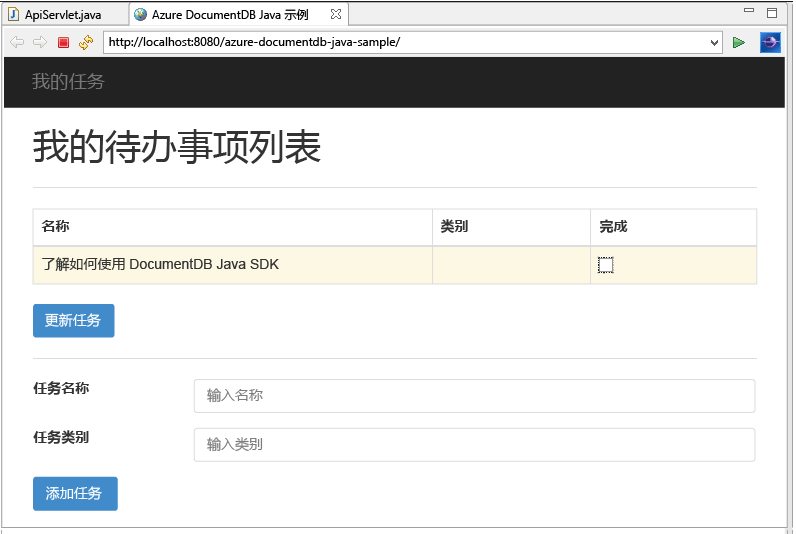 ApiServlet.java
Azure DocumentDB Java 示例
http://localhost:8080/azure-documentdb-java-sample/
我的任务
我的待办事项列表
名称 类别 完成
了解如何使用 DocumentDB Java SDK
更新任务
任务名称 输入名称
任务类别 输入类别
添加任务